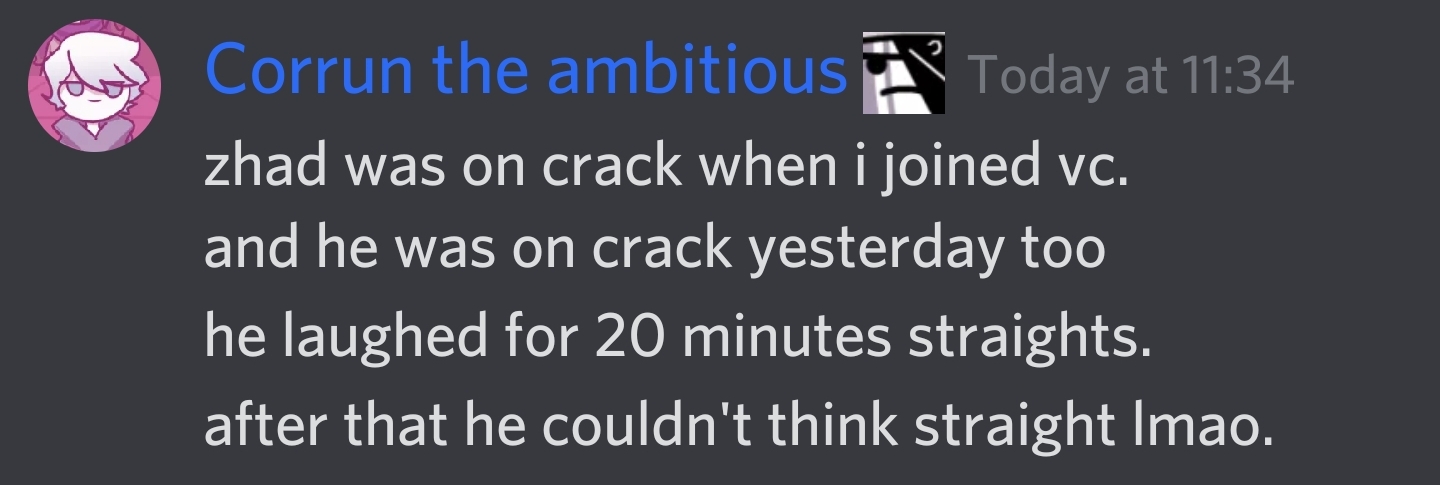 Corrun the ambitious Today at 11:34
zhad was on crack when i joined vc.
and he was on crack yesterday too
he laughed for 20 minutes straights.
after that he couldn't think straight lmao.